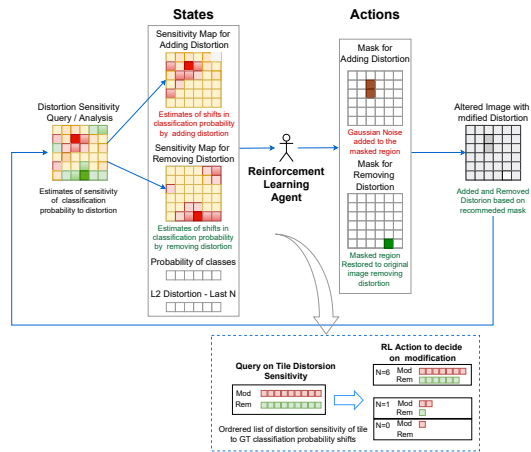 States
Actions
Sensitivity Map for
Adding Distortion
Estimates of shifts in
classification probability
by adding distortion
Sensitivity Map for
Removing Distortion
Estimates of shifts in
classification probability
by removing distortion
Probability of classes
L2 Distortion - Last N
Distortion Sensitivity
Query / Analysis
Estimates of sensitivity
of classification
probability to distortion
Reinforcement
Learning
Agent
Mask for
Adding Distortion
Gaussian Noise
added to the
masked region
Mask for
Removing
Distortion
Masked region
Restored to original
image removing
distortion
Altered Image with
mdified Distortion
Added and Removed
Distorion based on
recommeded mask
Query on Tile Distorsion
Sensitivity
Mod
Rem
Ordrered list of distortion sensitivity of tile
to GT classifiation probability shifts
RL Action to decide
on modification
N=6 Mod
Rem
N=1 Mod
Rem
N=0 Mod
Rem